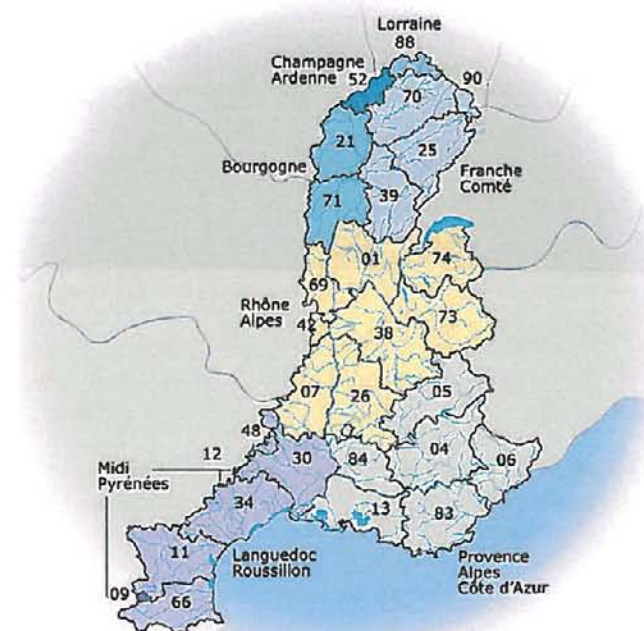 Lorraine
88
Champagne
Ardenne
52
90
70
21
25
Bourgogne
Franche
Comté
39
71
01
74
69
Rhône
Alpes
42
38
73
07
26
05
48
12
30
84
04
06
Midi
Pyrénées
34
13
83
11
Languedoc
Roussillon
Provence
Alpes
Côte d'Azur
09
66